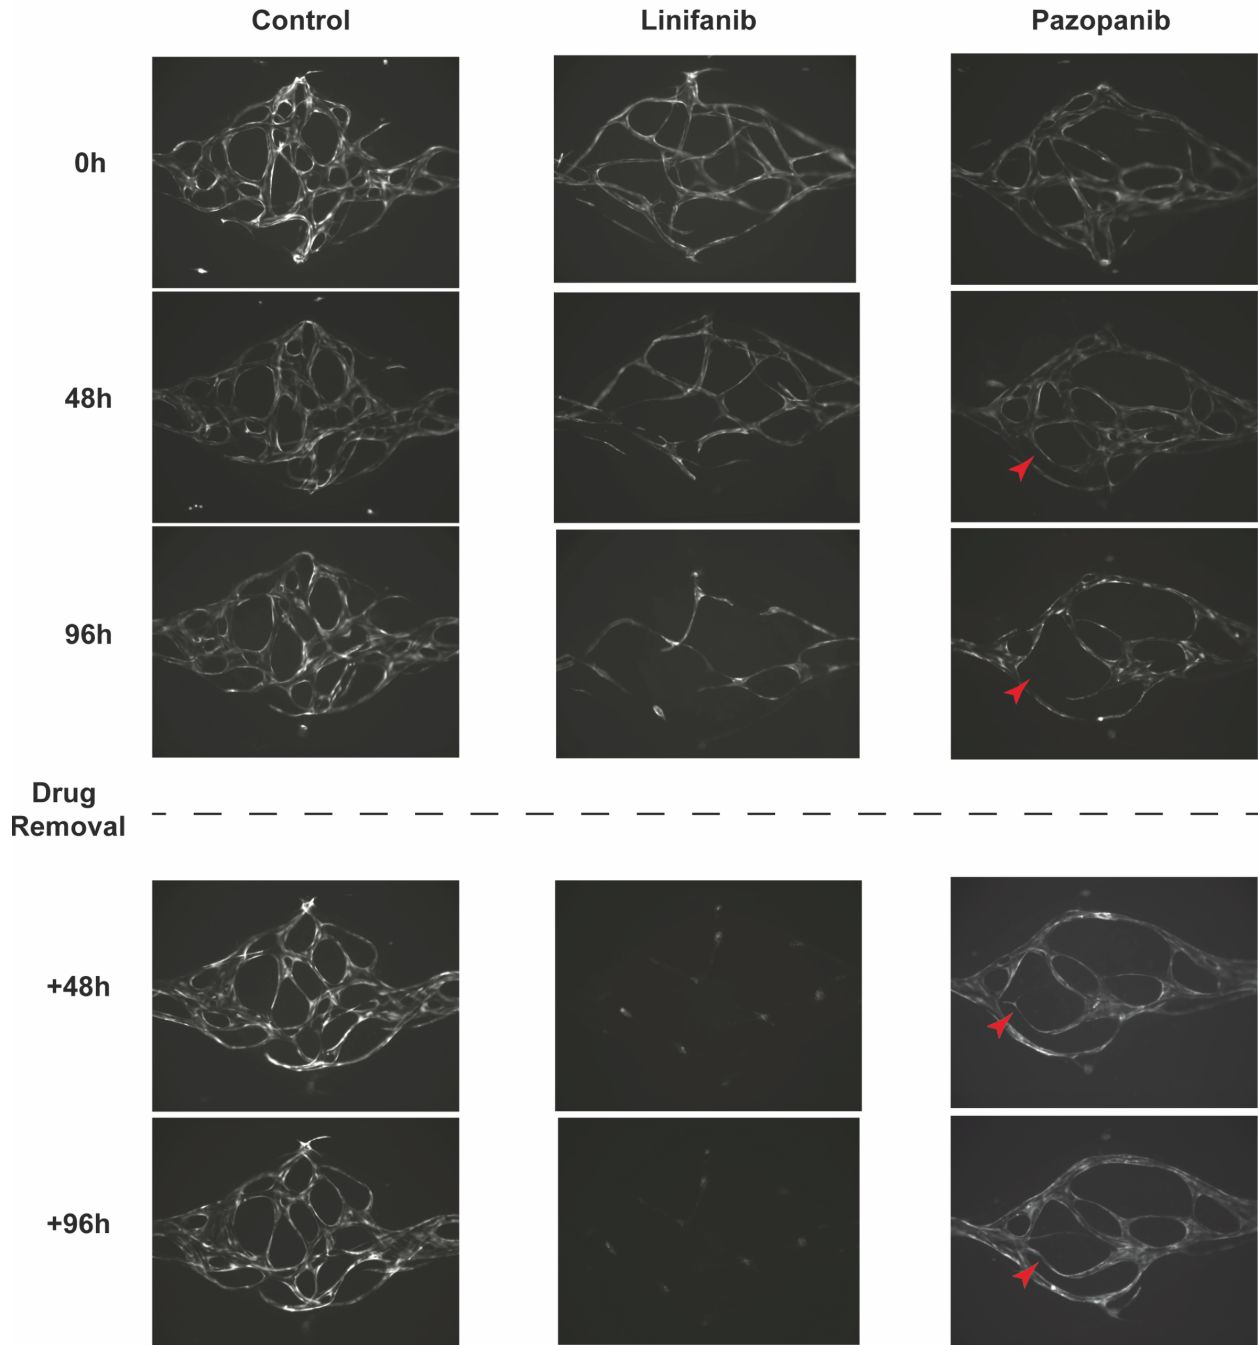 Control Linifanib Pazopanib
0h
48h
96h
Drug
Removal
+48h
+96h